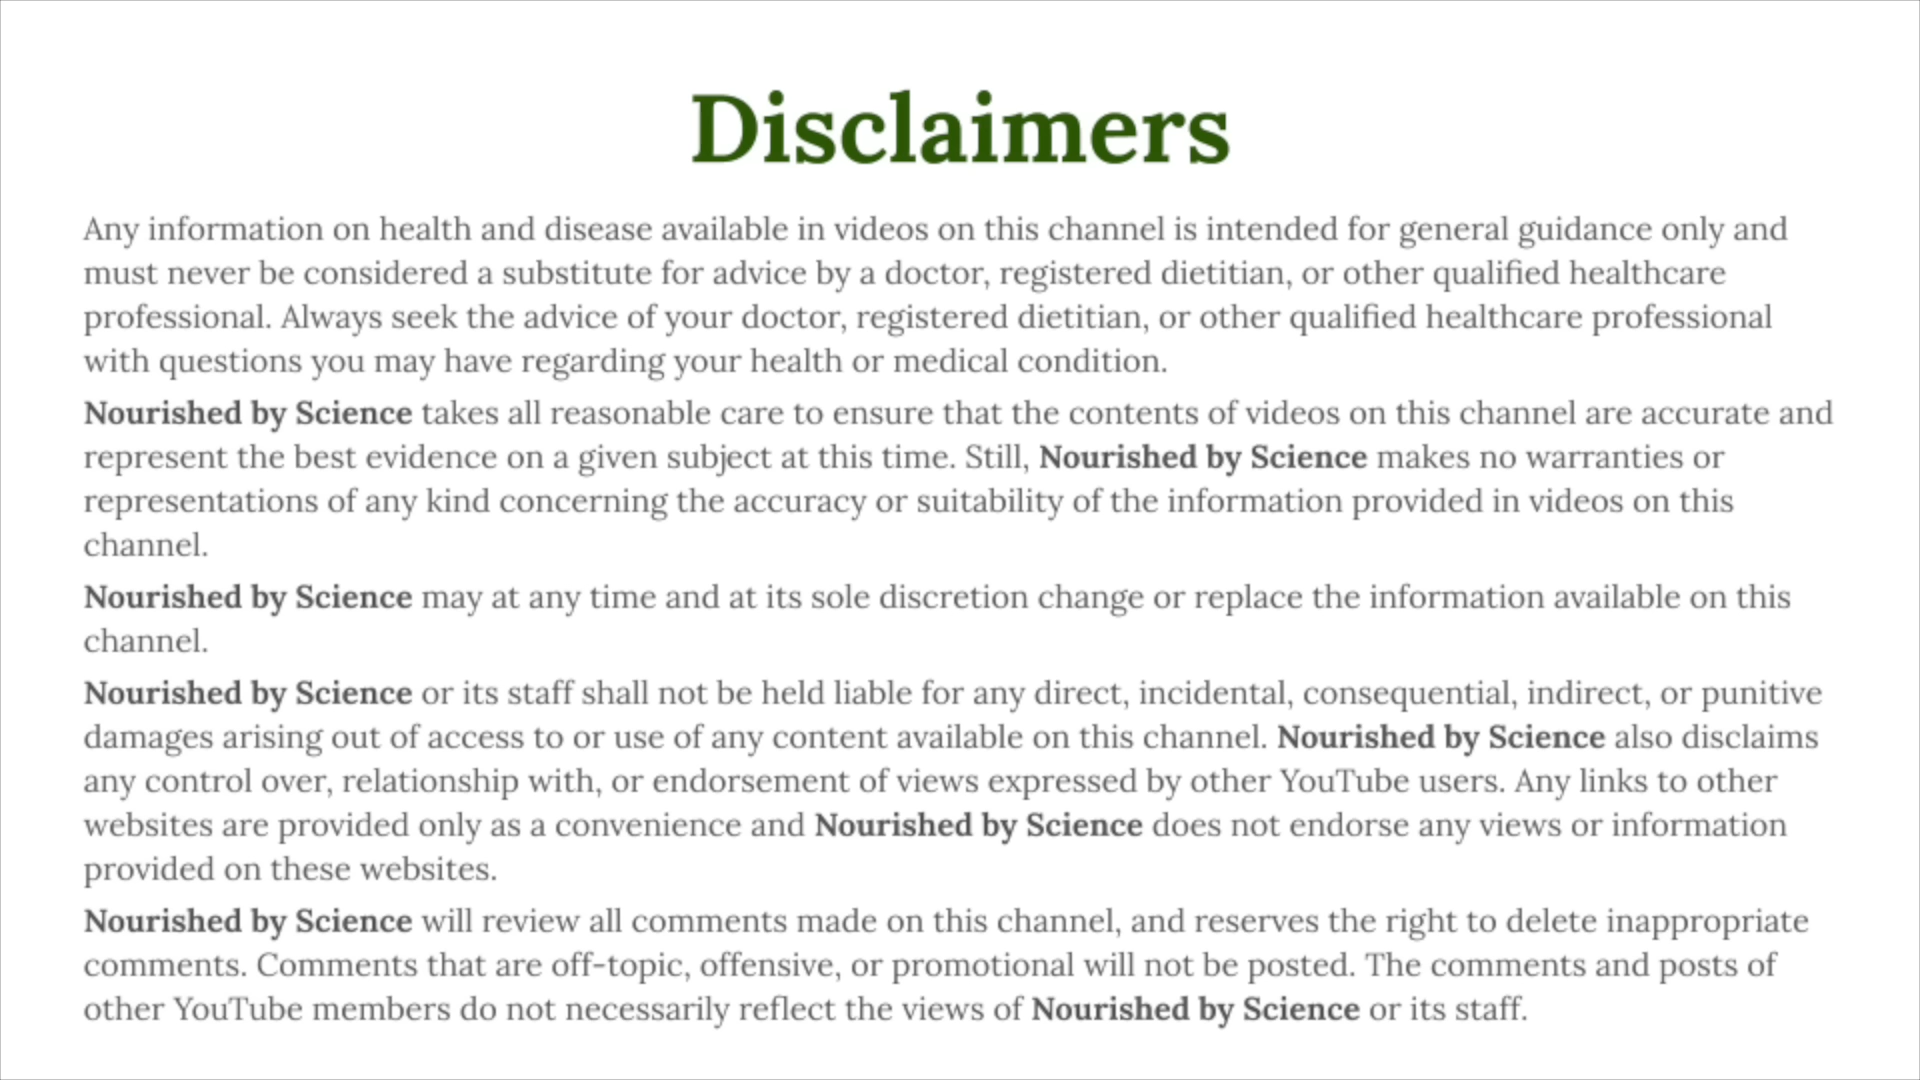 Disclaimers
Any information on health and disease available in videos on this channel is intended for general guidance only and
must never be considered a substitute for advice by a doctor, registered dietitian, or other qualified healthcare
professional. Always seek the advice of your doctor, registered dietitian, or other qualified healthcare professional
with questions you may have regarding your health or medical condition.
Nourished by Science takes all reasonable care to ensure that the contents of videos on this channel are accurate and
represent the best evidence on a given subject at this time. Still, Nourished by Science makes no warranties or
representations of any kind concerning the accuracy or suitability of the information provided in videos on this
channel.
Nourished by Science may at any time and at its sole discretion change or replace the information available on this
channel.
Nourished by Science or its staff shall not be held liable for any direct, incidental, consequential, indirect, or punitive
damages arising out of access to or use of any content available on this channel. Nourished by Science also disclaims
any control over, relationship with, or endorsement of views expressed by other YouTube users. Any links to other
websites are provided only as a convenience and Nourished by Science does not endorse any views or information
provided on these websites.
Nourished by Science will review all comments made on this channel, and reserves the right to delete inappropriate
comments. Comments that are off-topic, offensive, or promotional will not be posted. The comments and posts of
other YouTube members do not necessarily reflect the views of Nourished by Science or its staff.